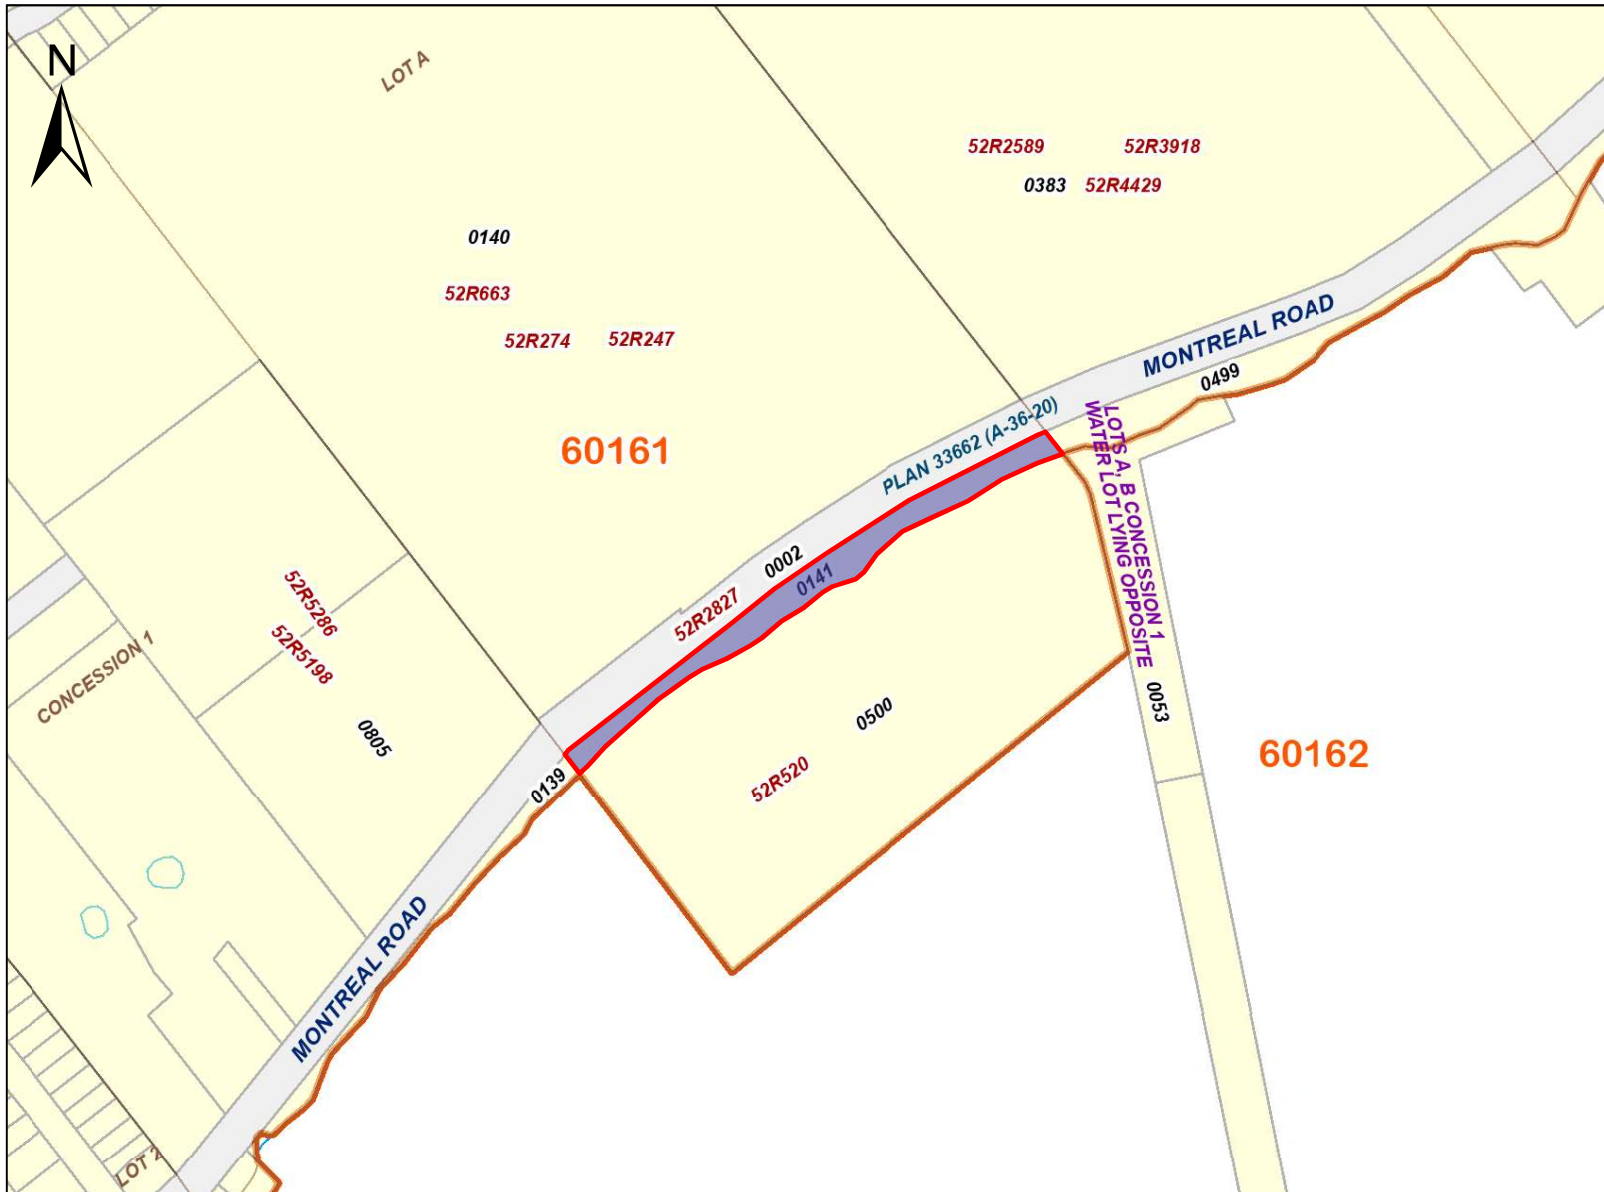 N
LOT A
52R2589
52R3918
0383
52R4429
0140
52R663
52R274
52R247
MONTREAL ROAD
0499
PLAN 33662 (A-36-20)
LOTS A, B CONCESSION 1
WATER LOT LYING OPPOSITE
60161
0002
0141
52R2827
52R5286
52R5198
CONCESSION 1
0805
0500
0053
52R520
0139
60162
MONTREAL ROAD
LOT 2